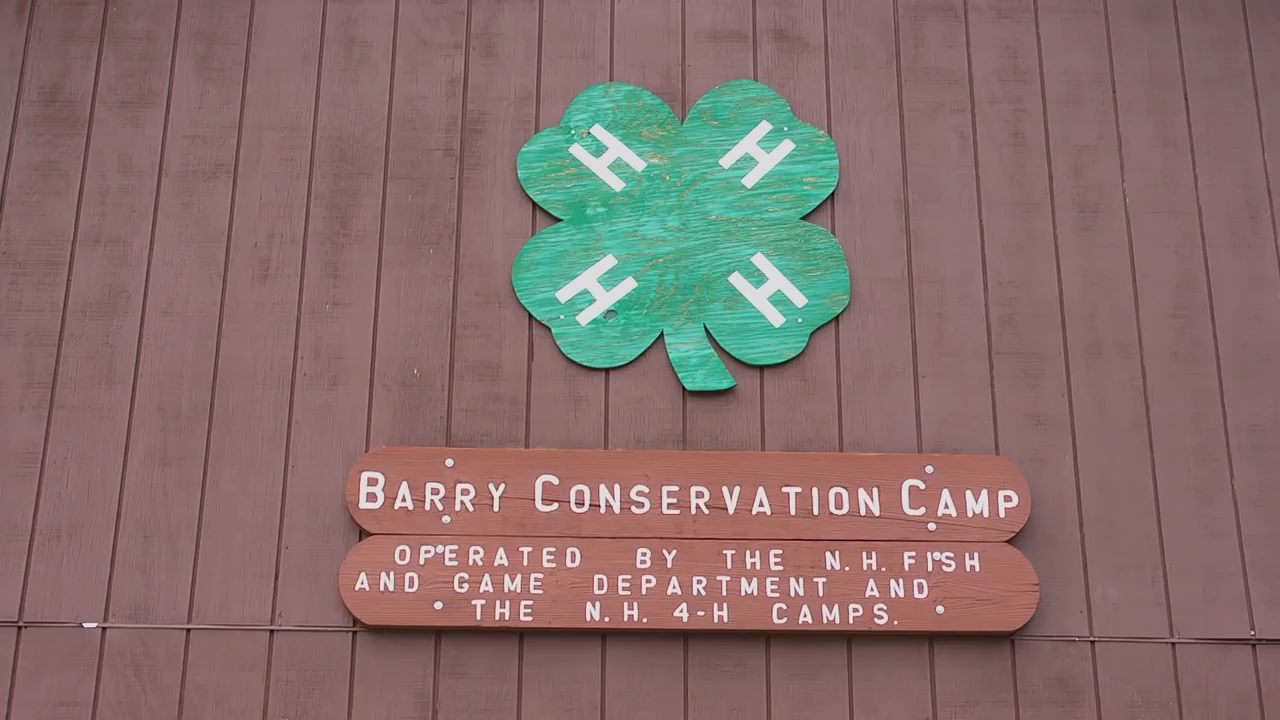 H H
H H
BARRY CONSERVATION CAMP
OPERATED BY THE N.H. FISH
AND GAME DEPARTMENT AND
THE N.H. 4-H CAMPS.